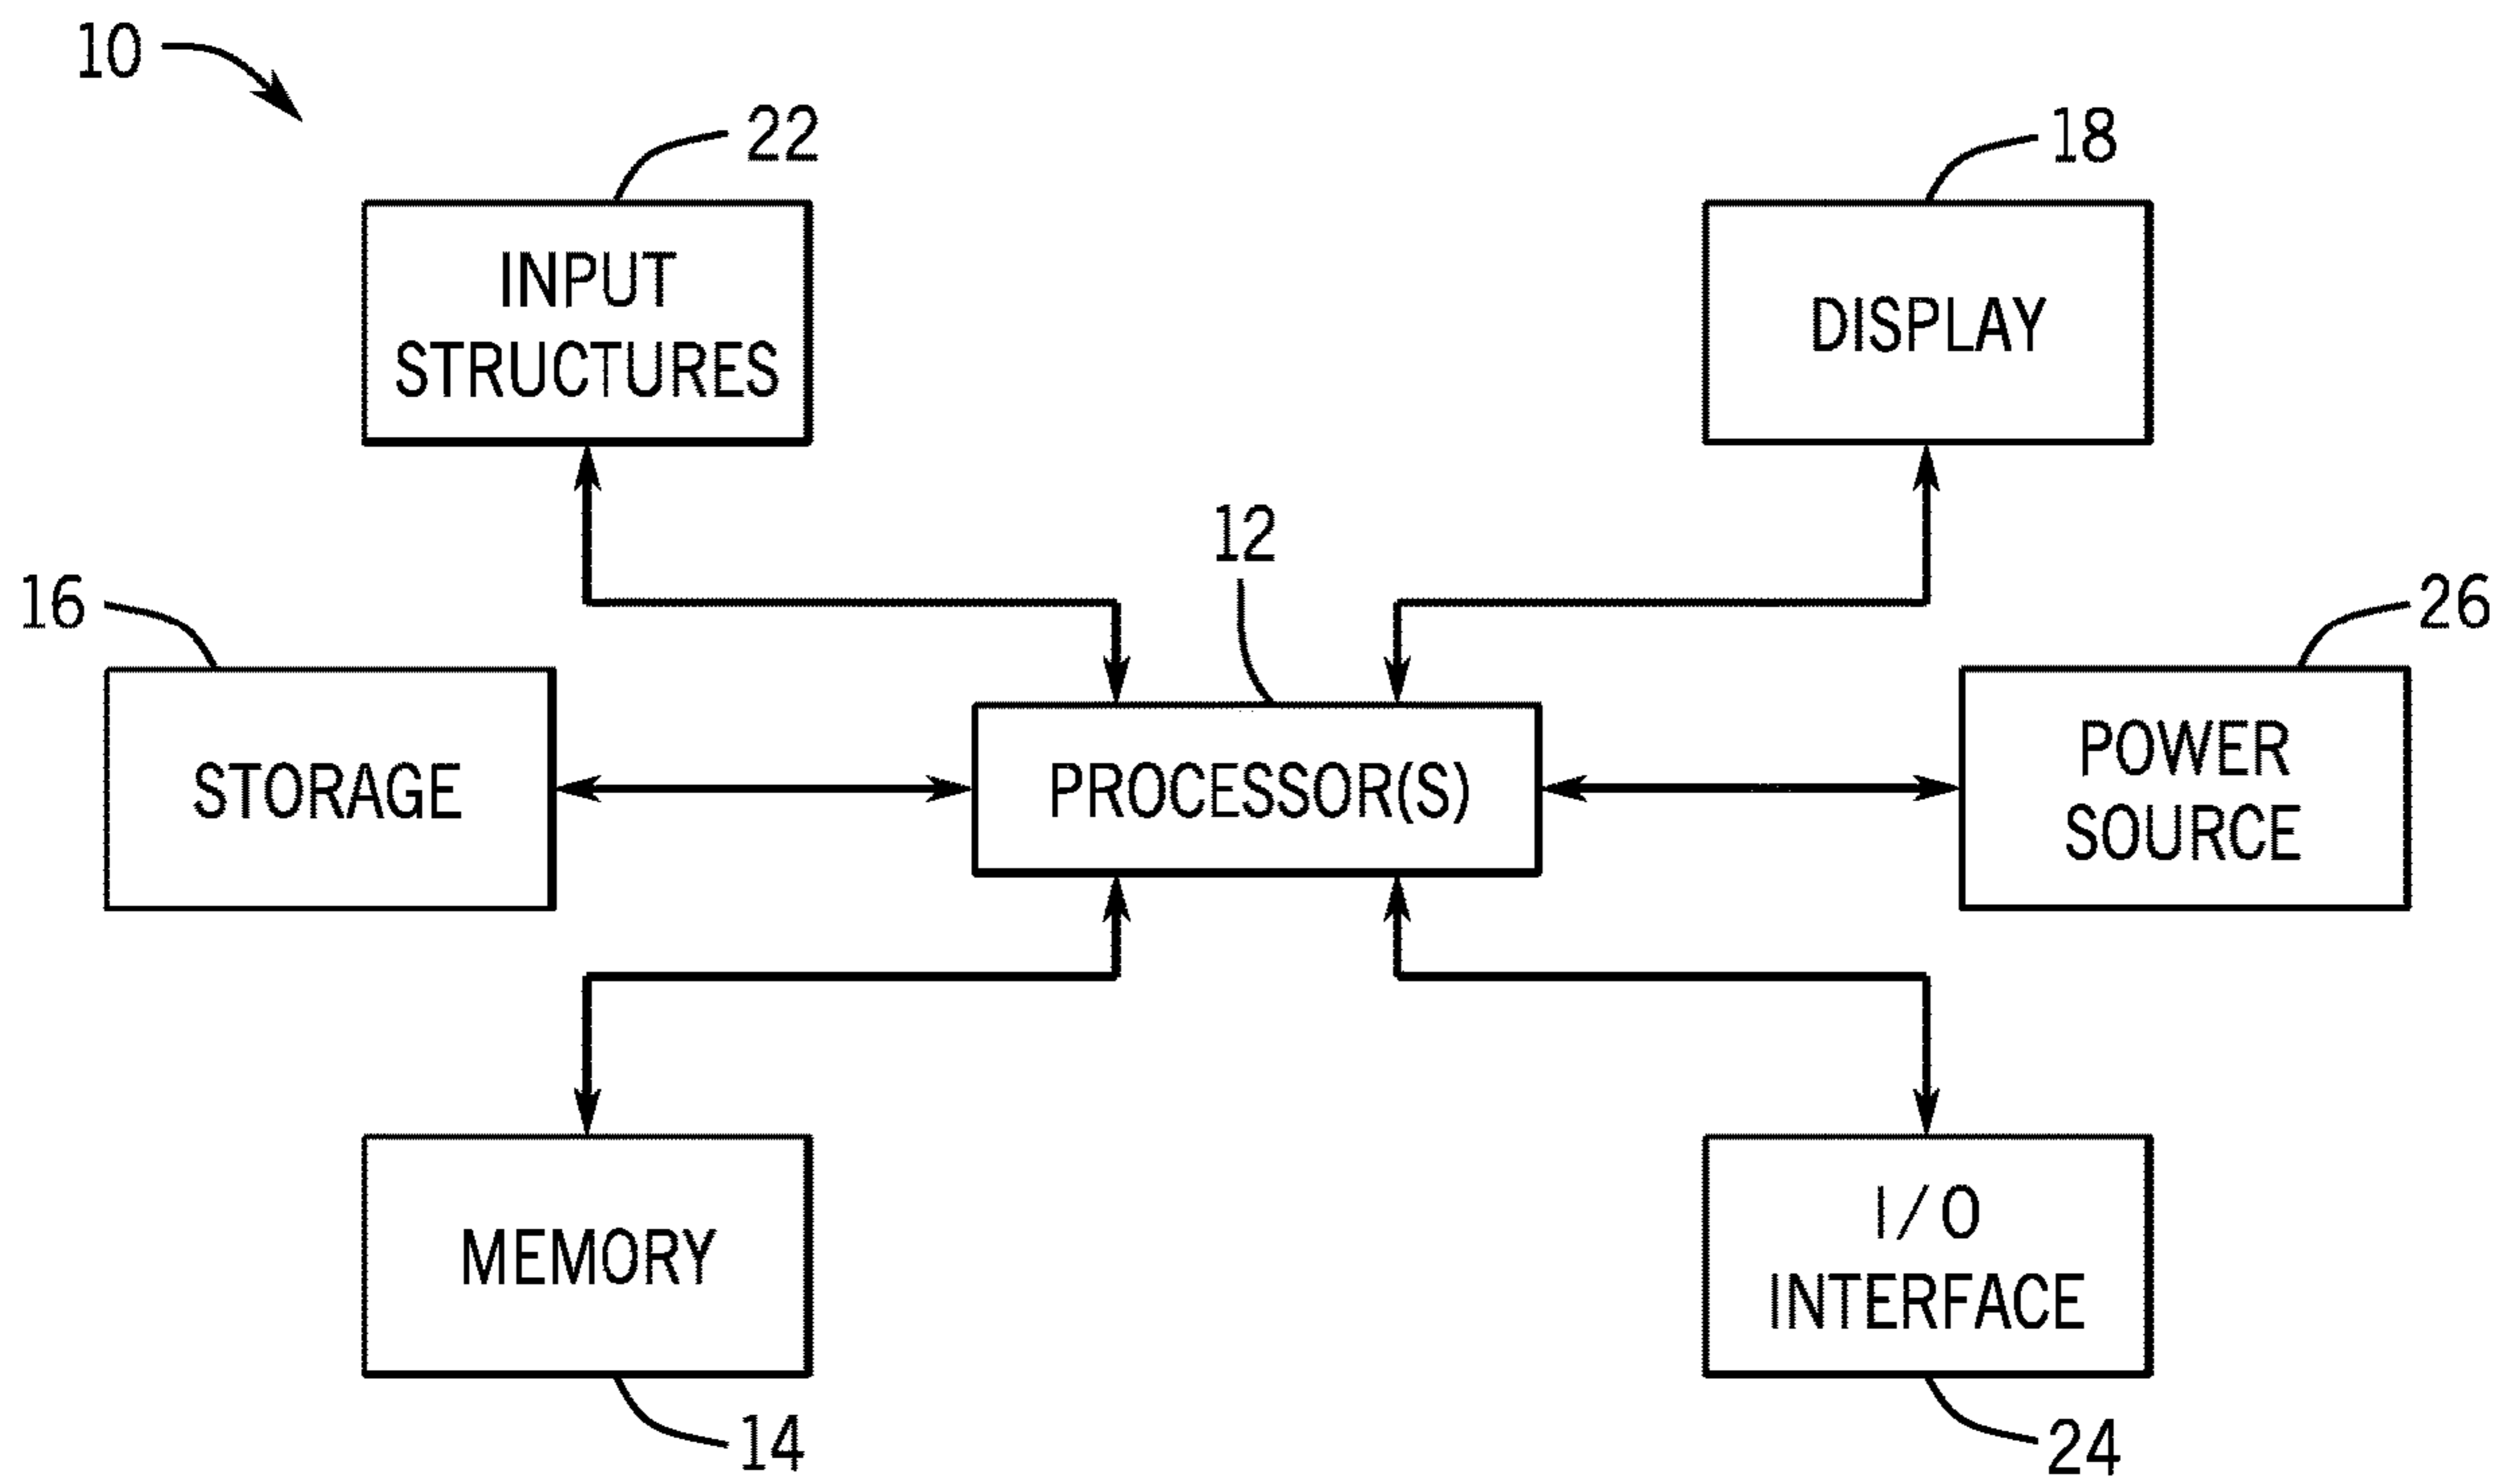 10
22
18
INPUT
STRUCTURES
DISPLAY
12
16
26
STORAGE
PROCESSOR(S)
POWER
SOURCE
MEMORY
I/O
INTERFACE
14
24